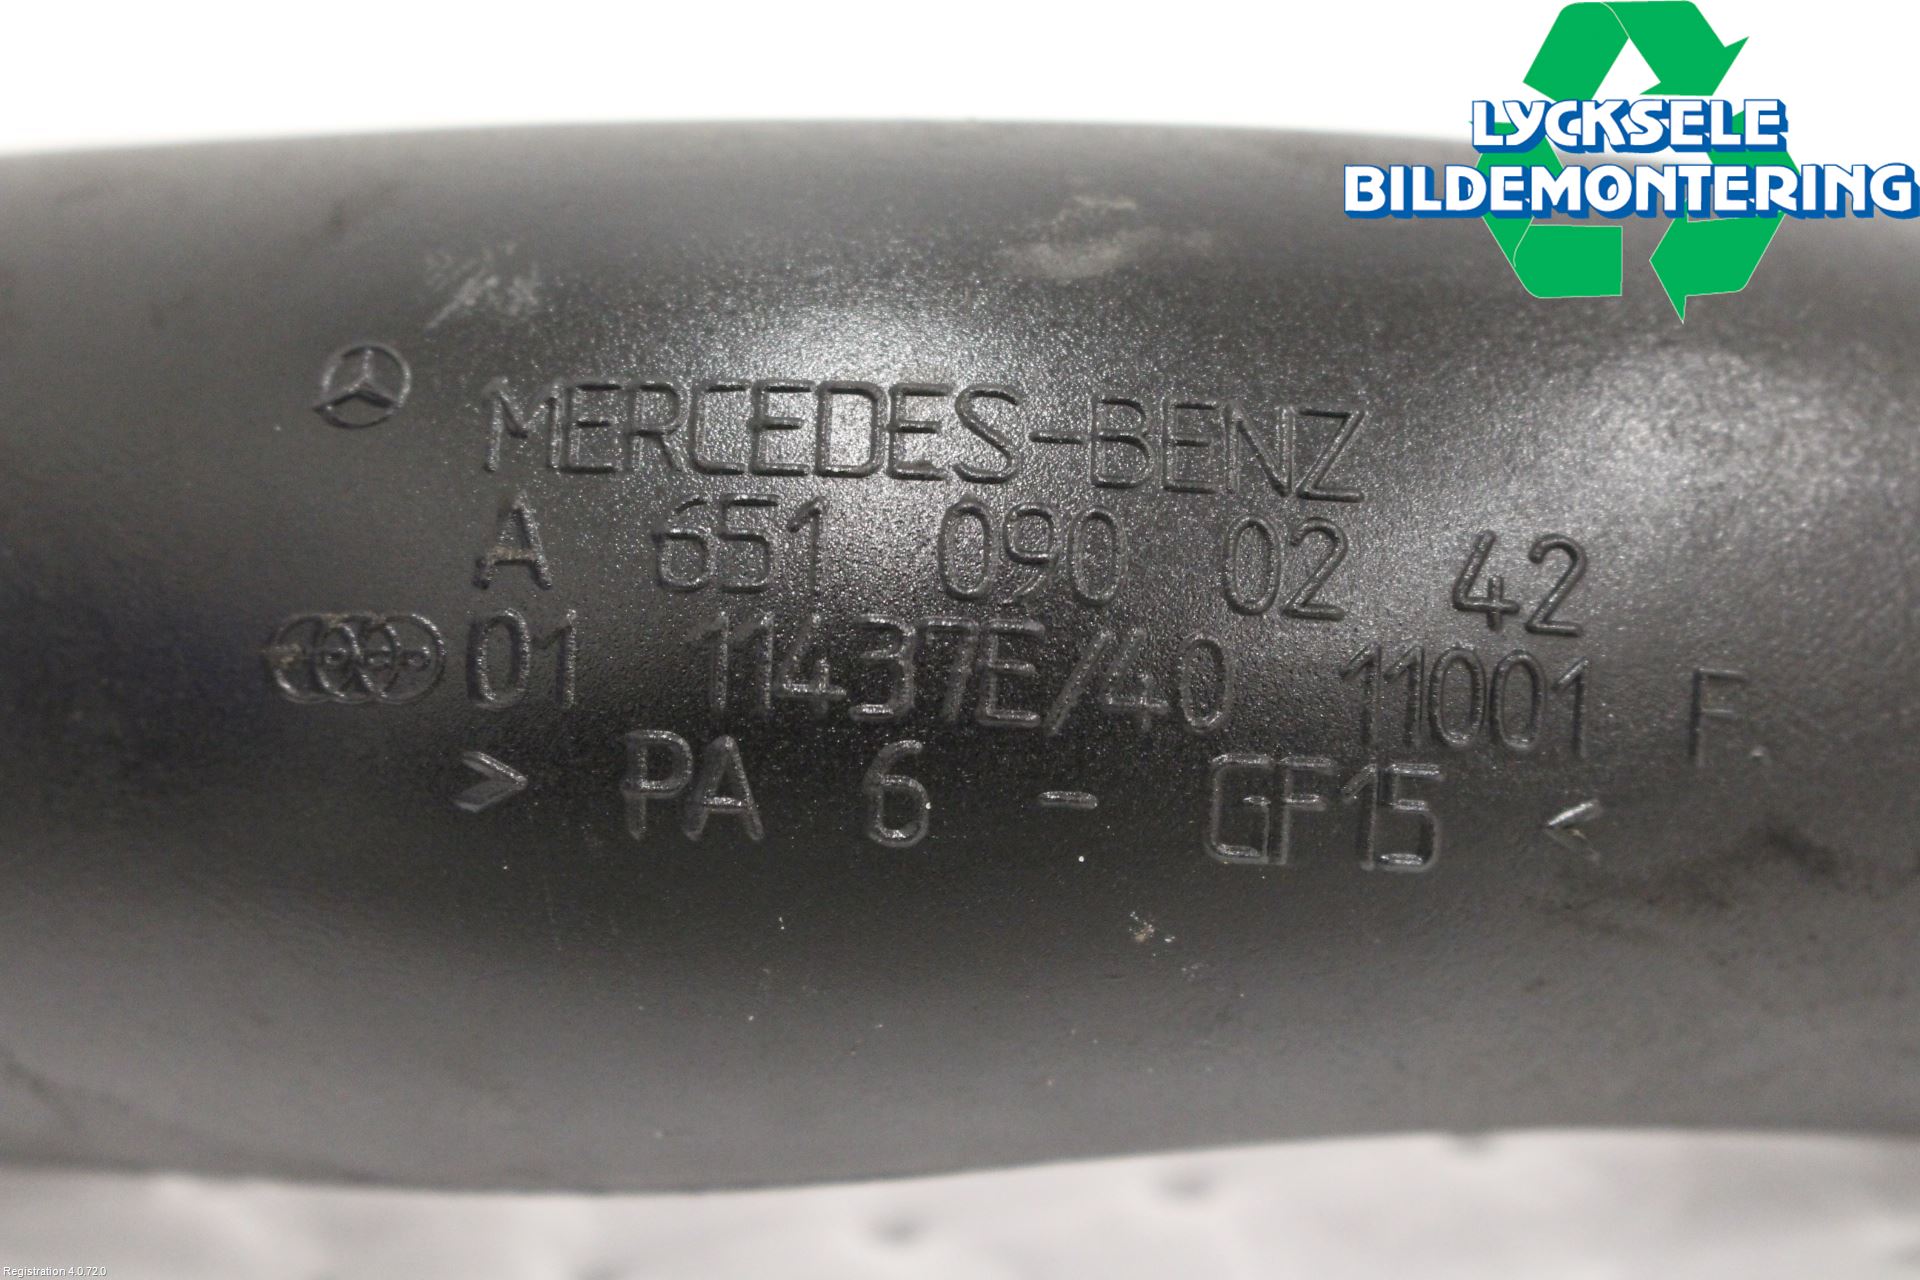 LYCKSELE
BILDEMONTERING
MERCEDES-BENZ
A 651 090 02 42
01 11437E/40 11001 F
> PA 6 - GF15 <
Registration 4.0.72.0